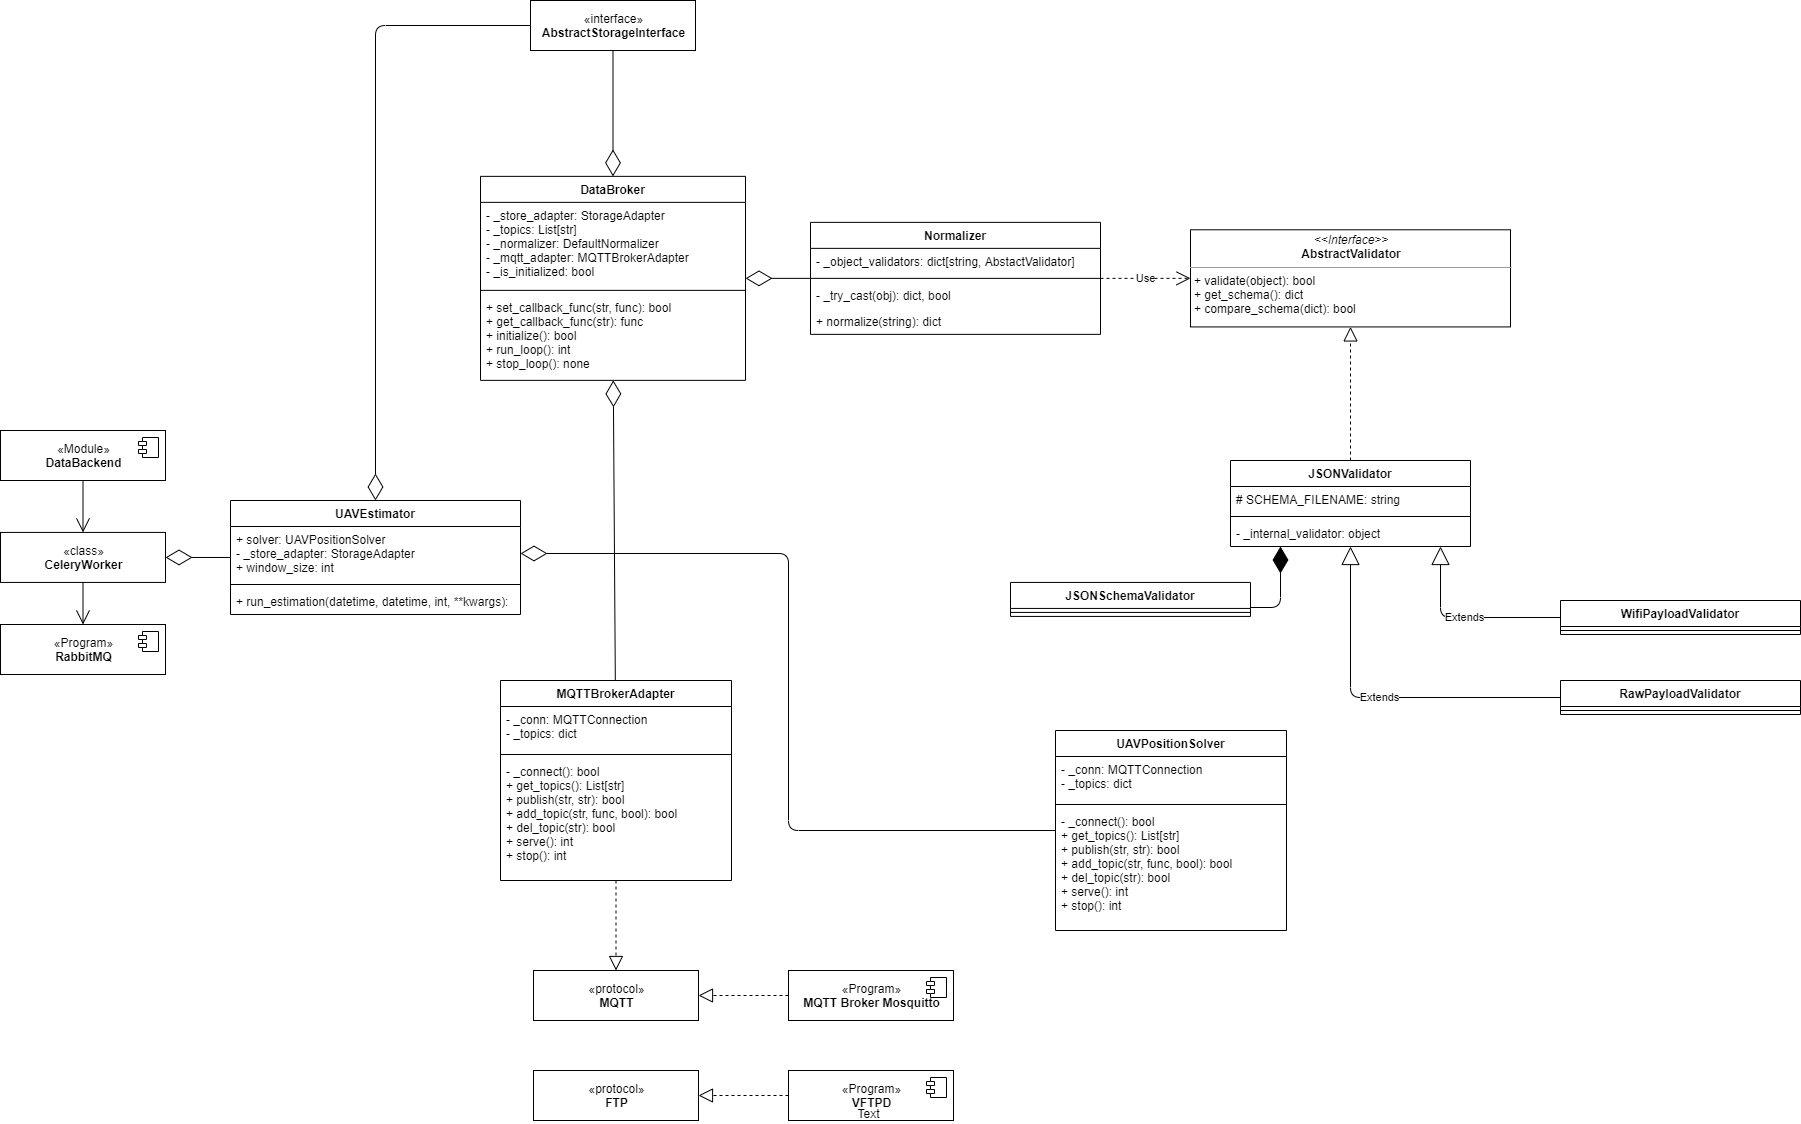 «interface»
AbstractStorageInterface
DataBroker
- _store_adapter: StorageAdapter
- _topics: List[str]
- _normalizer: DefaultNormalizer
- _mqtt_adapter: MQTTBrokerAdapter
- _is_initialized: bool
+ set_callback_func(str, func): bool
+ get_callback_func(str): func
+ initialize(): bool
+ run_loop(): int
+ stop_loop(): none
Normalizer
- _object_validators: dict[string, AbstactValidator]
- _try_cast(obj): dict, bool
+ normalize(string): dict
Use
<<Interface>>
AbstractValidator
+ validate(object): bool
+ get_schema(): dict
+ compare_schema(dict): bool
«Module»
DataBackend
«class»
CeleryWorker
«Program»
RabbitMQ
UAVEstimator
+ solver: UAVPositionSolver
- _store_adapter: StorageAdapter
+ window_size: int
+ run_estimation(datetime, datetime, int, **kwargs):
JSONValidator
# SCHEMA_FILENAME: string
- _internal_validator: object
JSONSchemaValidator
Extends
WifiPayloadValidator
Extends
RawPayloadValidator
MQTTBrokerAdapter
- _conn: MQTTConnection
- _topics: dict
- _connect(): bool
+ get_topics(): List[str]
+ publish(str, str): bool
+ add_topic(str, func, bool): bool
+ del_topic(str): bool
+ serve(): int
+ stop(): int
UAVPositionSolver
- _conn: MQTTConnection
- _topics: dict
- _connect(): bool
+ get_topics(): List[str]
+ publish(str, str): bool
+ add_topic(str, func, bool): bool
+ del_topic(str): bool
+ serve(): int
+ stop(): int
«protocol»
MQTT
«Program»
MQTT Broker Mosquitto
«protocol»
FTP
«Program»
VFTPD
Text